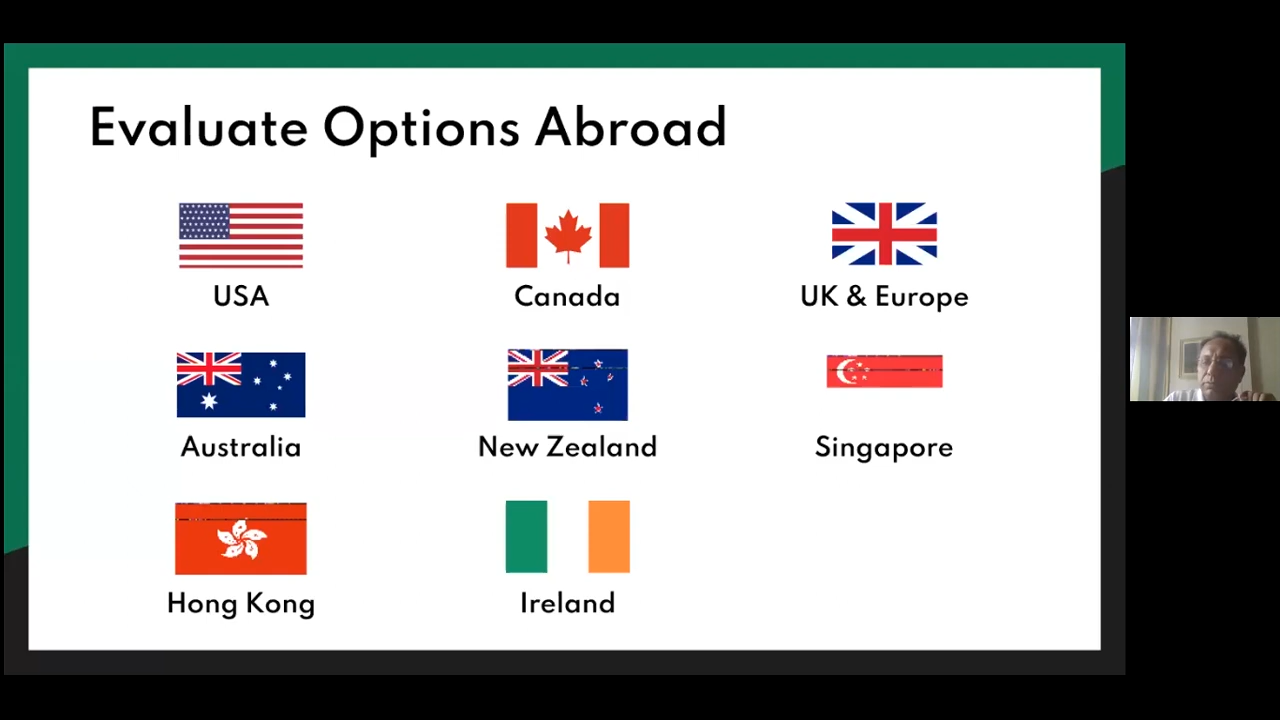 Evaluate Options Abroad
USA
Canada
UK & Europe
Australia
New Zealand
Singapore
Hong Kong
Ireland